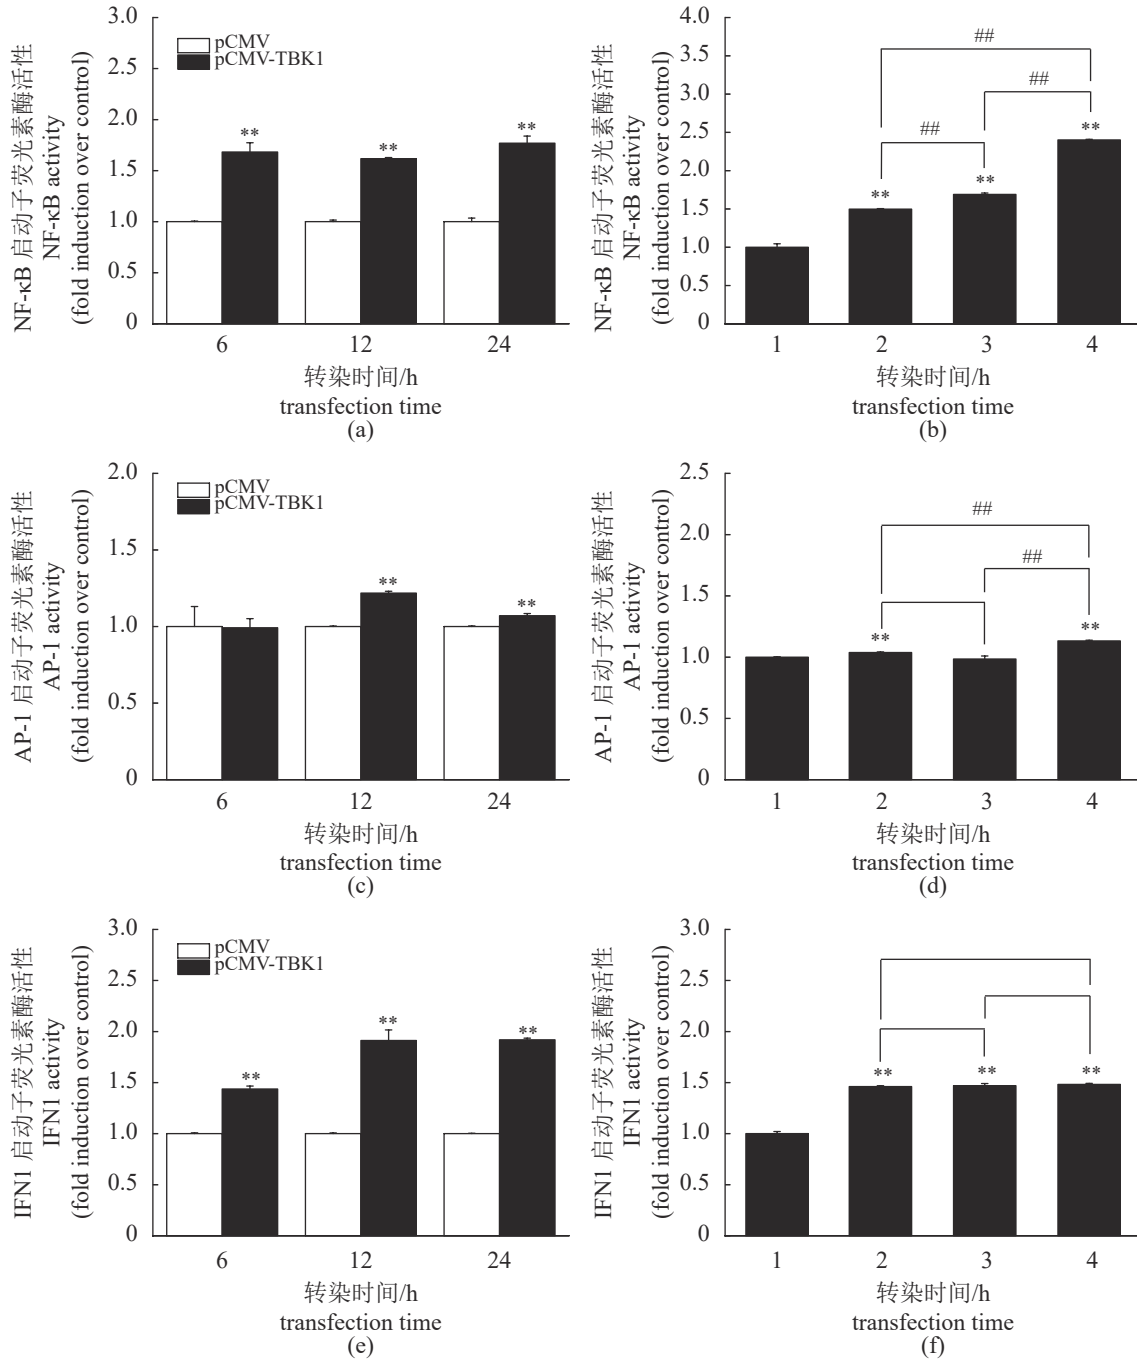 NF-κB 启动子荧光素酶活性
NF-κB activity
(fold induction over control)
3.0
2.5
2.0
1.5
1.0
0.5
0
pCMV
pCMV-TBK1
**
**
**
6 12 24
转染时间/h
transfection time
(a)
NF-κB 启动子荧光素酶活性
NF-κB activity
(fold induction over control)
4.0
3.5
3.0
2.5
2.0
1.5
1.0
0.5
0
##
##
##
**
**
**
1 2 3 4
转染时间/h
transfection time
(b)
AP-1 启动子荧光素酶活性
AP-1 activity
(fold induction over control)
2.0
1.5
1.0
0.5
0
pCMV
pCMV-TBK1
**
**
6 12 24
转染时间/h
transfection time
(c)
AP-1 启动子荧光素酶活性
AP-1 activity
(fold induction over control)
2.5
2.0
1.5
1.0
0.5
0
##
##
**
**
1 2 3 4
转染时间/h
transfection time
(d)
IFN1 启动子荧光素酶活性
IFN1 activity
(fold induction over control)
3.0
2.5
2.0
1.5
1.0
0.5
0
pCMV
pCMV-TBK1
**
**
**
6 12 24
转染时间/h
transfection time
(e)
IFN1 启动子荧光素酶活性
IFN1 activity
(fold induction over control)
3.0
2.5
2.0
1.5
1.0
0.5
0
** ** **
1 2 3 4
转染时间/h
transfection time
(f)